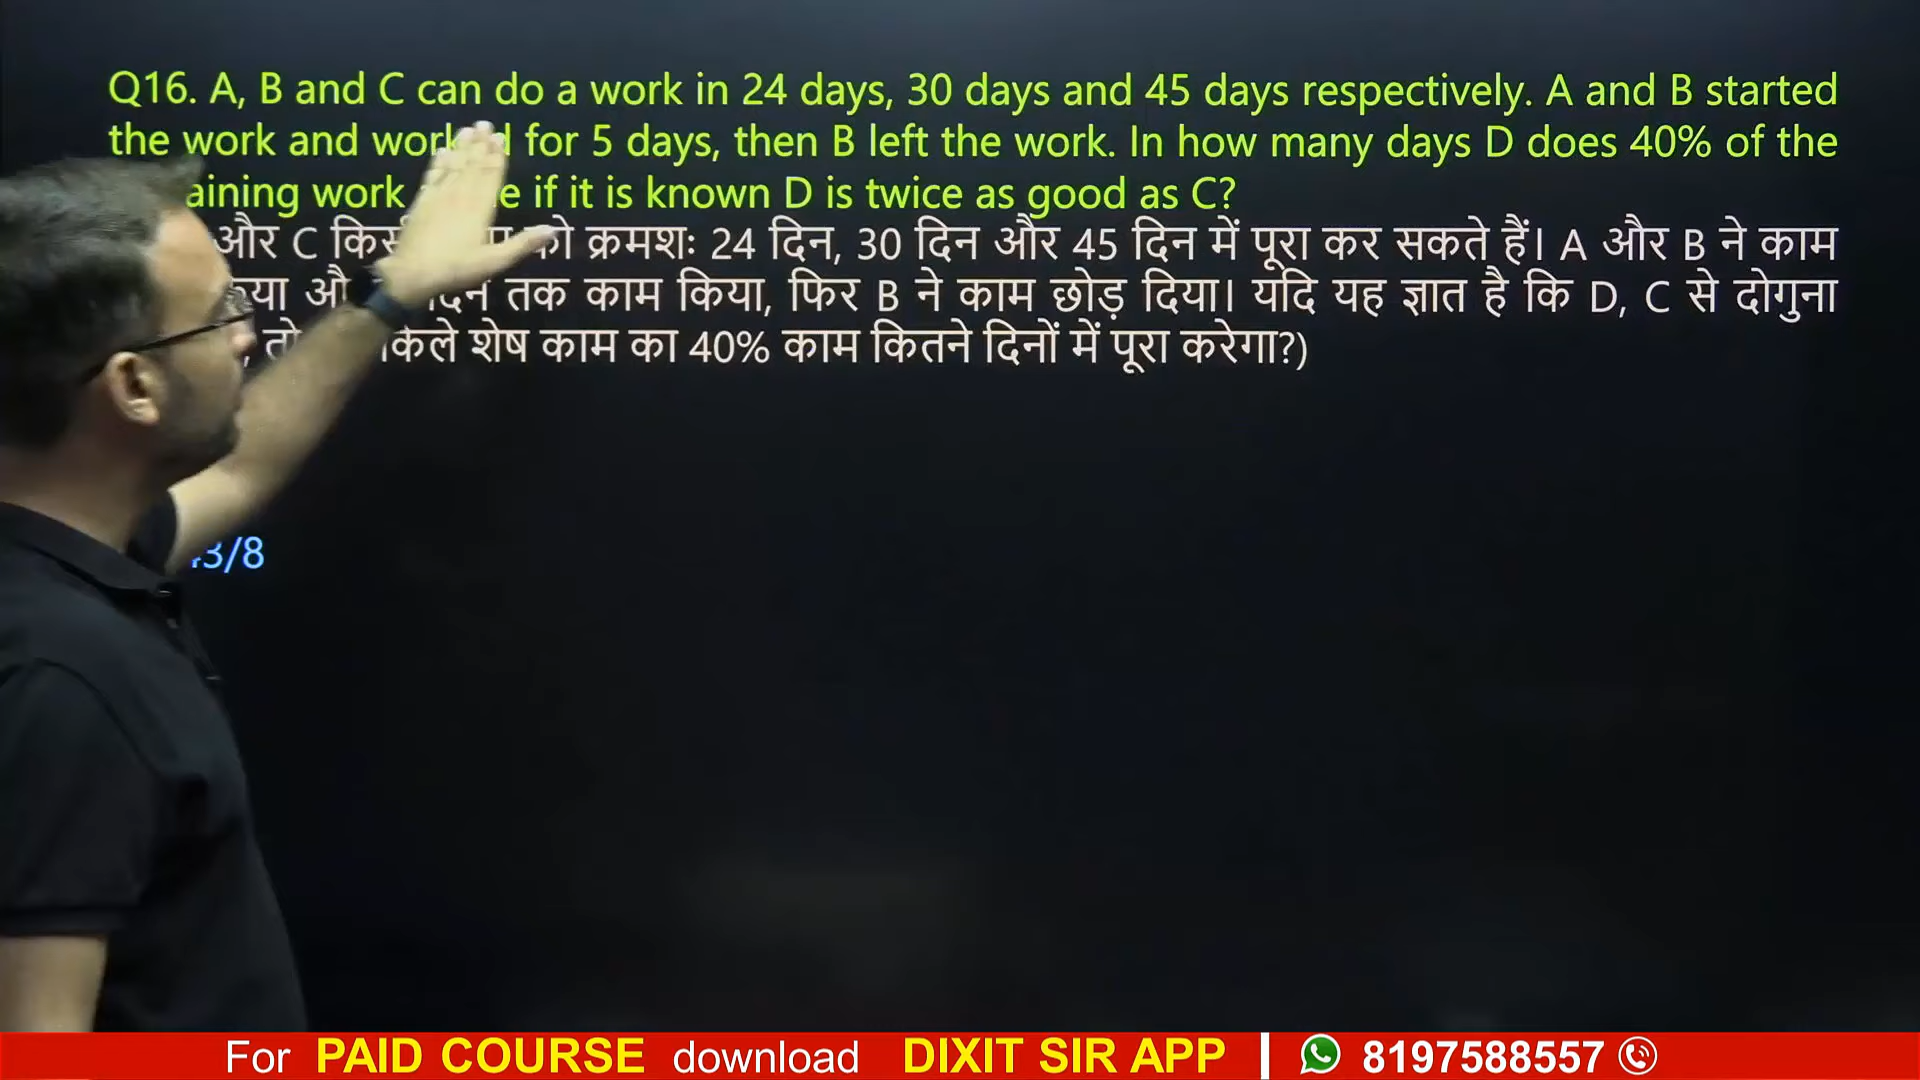 Q16. A, B and C can do a work in 24 days, 30 days and 45 days respectively. A and B started
the work and for 5 days, then B left the work. In how many days D does 40% of the
work if it is known D is twice as good as C?
और C को क्रमशः 24 दिन, 30 दिन और 45 दिन में पूरा कर सकते हैं। A और B ने काम
तक काम किया, फिर B ने काम छोड़ दिया। यदि यह ज्ञात है कि D, C से दोगुना
शेष काम का 40% काम कितने दिनों में पूरा करेगा?)
3/8
For PAID COURSE download DIXIT SIR APP | 8197588557